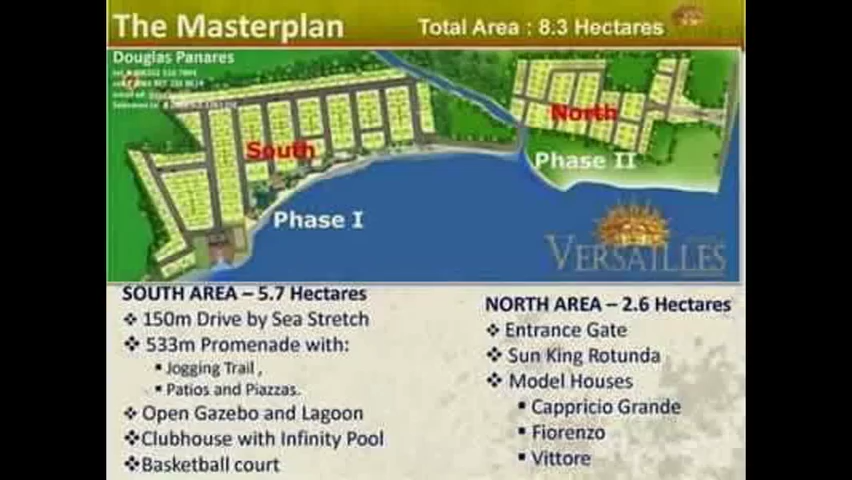 The Masterplan
Total Area : 8.3 Hectares
Douglas Panares
South
North
Phase I
Phase II
VERSAILLES
SOUTH AREA – 5.7 Hectares
❖ 150m Drive by Sea Stretch
❖ 533m Promenade with:
▪ Jogging Trail ,
▪ Patios and Piazzas.
❖ Open Gazebo and Lagoon
❖Clubhouse with Infinity Pool
❖Basketball court
NORTH AREA – 2.6 Hectares
❖ Entrance Gate
❖ Sun King Rotunda
❖ Model Houses
▪ Cappricio Grande
▪ Fiorenzo
▪ Vittore